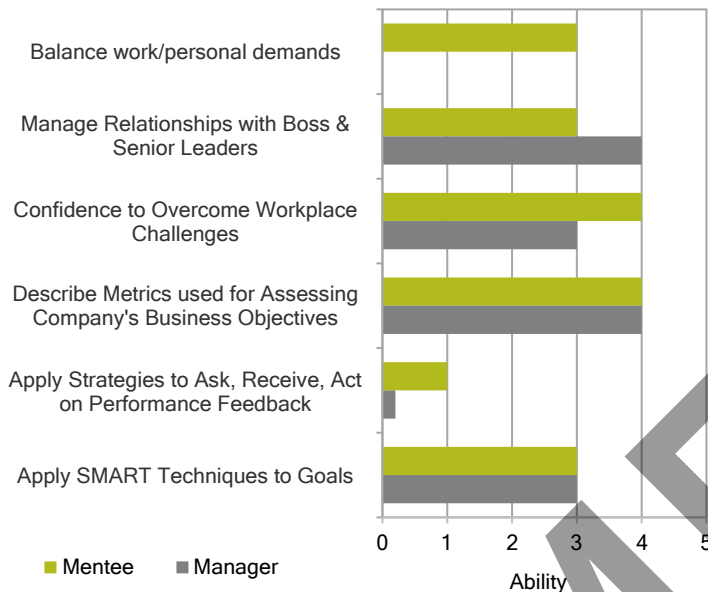 Balance work/personal demands
Manage Relationships with Boss &
Senior Leaders
Confidence to Overcome Workplace
Challenges
Describe Metrics used for Assessing
Company's Business Objectives
Apply Strategies to Ask, Receive, Act
on Performance Feedback
Apply SMART Techniques to Goals
0 1 2 3 4 5
Mentee Manager
Ability